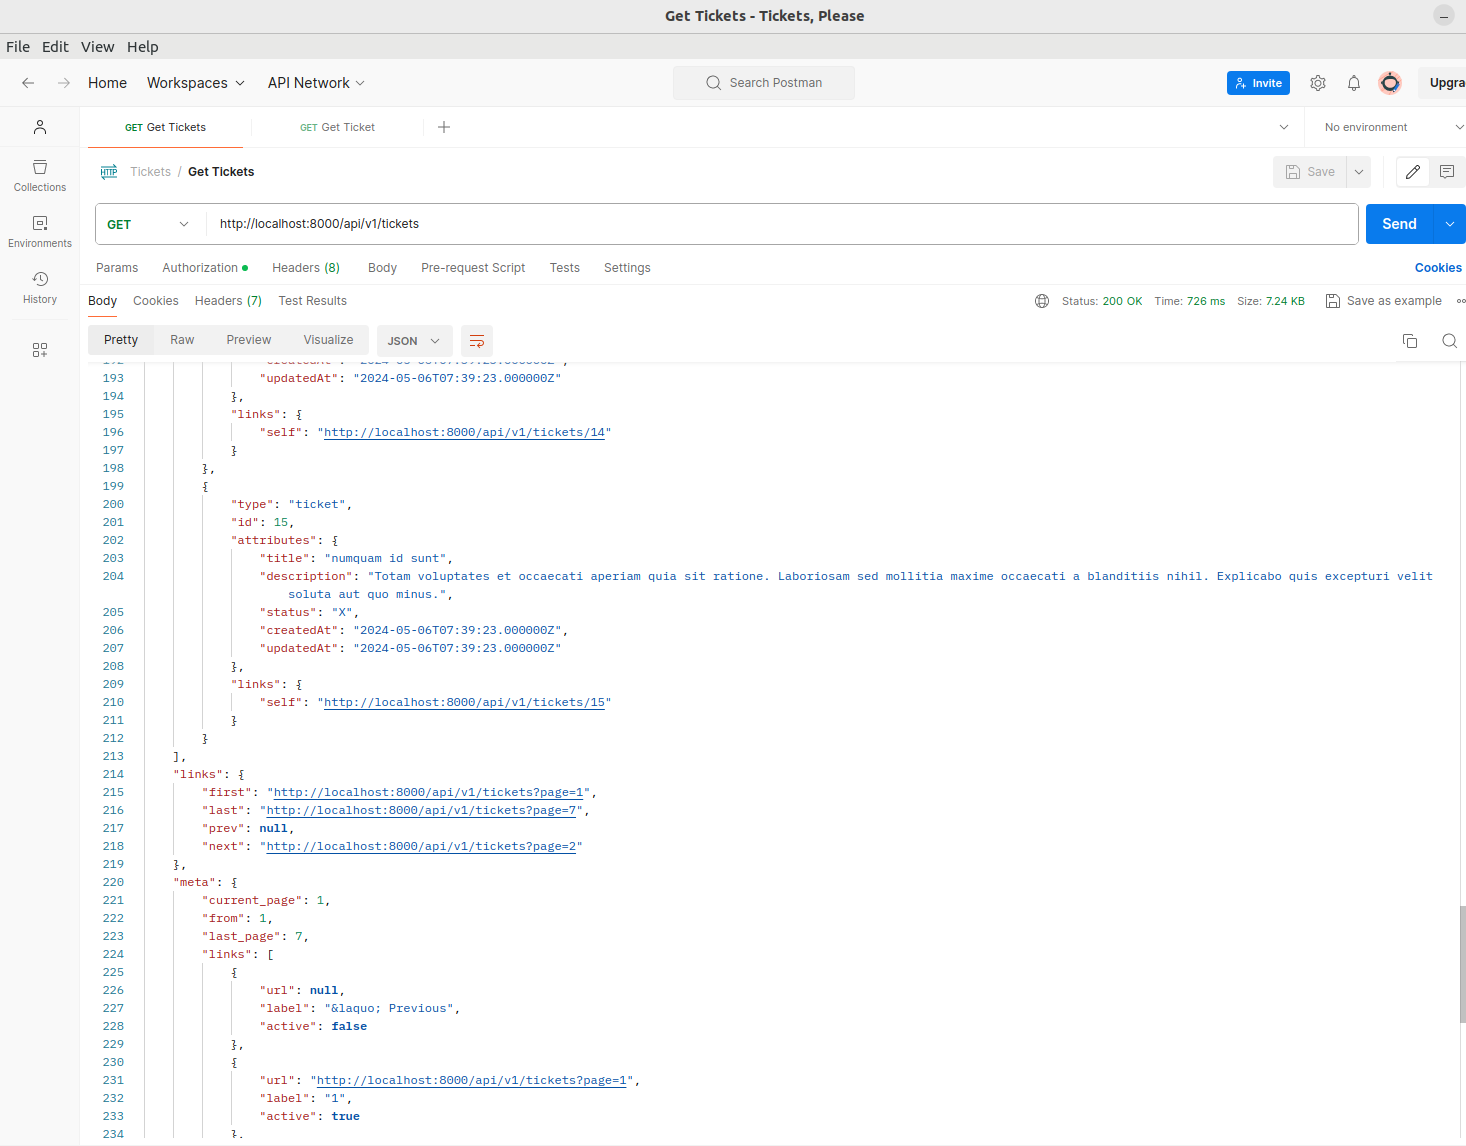 Get Tickets - Tickets, Please
File Edit View Help
Home Workspaces API Network Search Postman Invite Upgra
GET Get Tickets GET Get Ticket No environment
HTTP Tickets / Get Tickets Save
Collections
Environments
History
GET http://localhost:8000/api/v1/tickets Send
Params Authorization Headers (8) Body Pre-request Script Tests Settings Cookies
Body Cookies Headers (7) Test Results Status: 200 OK Time: 726 ms Size: 7.24 KB Save as example
Pretty Raw Preview Visualize JSON
193 "updatedAt": "2024-05-06T07:39:23.000000Z"
194 },
195 "links": {
196 "self": "http://localhost:8000/api/v1/tickets/14"
197 }
198 },
199 {
200 "type": "ticket",
201 "id": 15,
202 "attributes": {
203 "title": "numquam id sunt",
204 "description": "Totam voluptates et occaecati aperiam quia sit ratione. Laboriosam sed mollitia maxime occaecati a blanditiis nihil. Explicabo quis excepturi velit
soluta aut quo minus.",
205 "status": "X",
206 "createdAt": "2024-05-06T07:39:23.000000Z",
207 "updatedAt": "2024-05-06T07:39:23.000000Z"
208 },
209 "links": {
210 "self": "http://localhost:8000/api/v1/tickets/15"
211 }
212 }
213 ],
214 "links": {
215 "first": "http://localhost:8000/api/v1/tickets?page=1",
216 "last": "http://localhost:8000/api/v1/tickets?page=7",
217 "prev": null,
218 "next": "http://localhost:8000/api/v1/tickets?page=2"
219 },
220 "meta": {
221 "current_page": 1,
222 "from": 1,
223 "last_page": 7,
224 "links": [
225 {
226 "url": null,
227 "label": "&laquo; Previous",
228 "active": false
229 },
230 {
231 "url": "http://localhost:8000/api/v1/tickets?page=1",
232 "label": "1",
233 "active": true
234 },